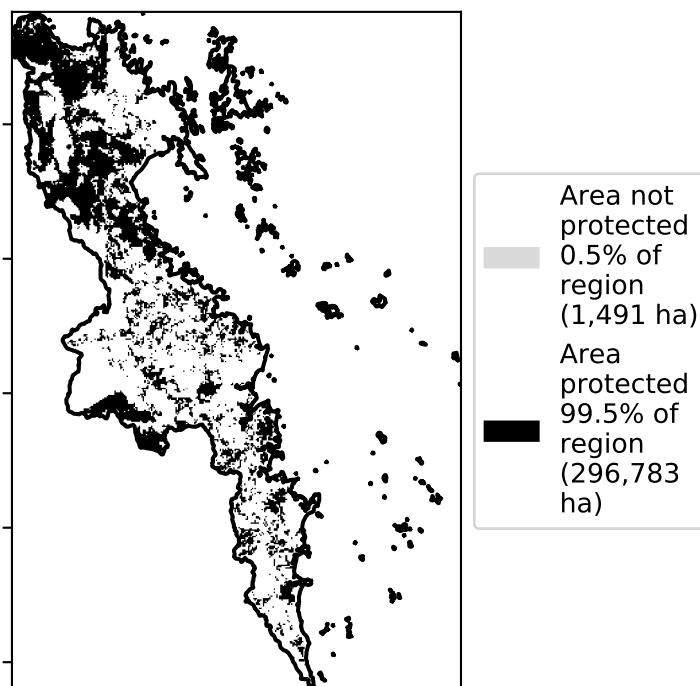 Area not
protected
0.5% of
region
(1,491 ha)
Area
protected
99.5% of
region
(296,783
ha)